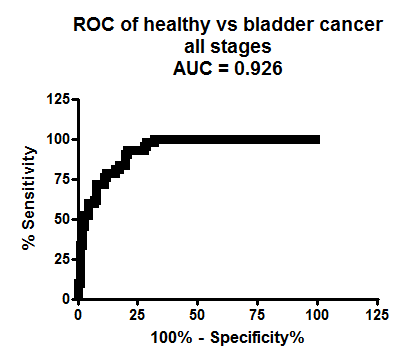 ROC of healthy vs bladder cancer
all stages
AUC = 0.926
125
100
75
50
25
0
% Sensitivity
0 25 50 75 100 125
100% - Specificity%